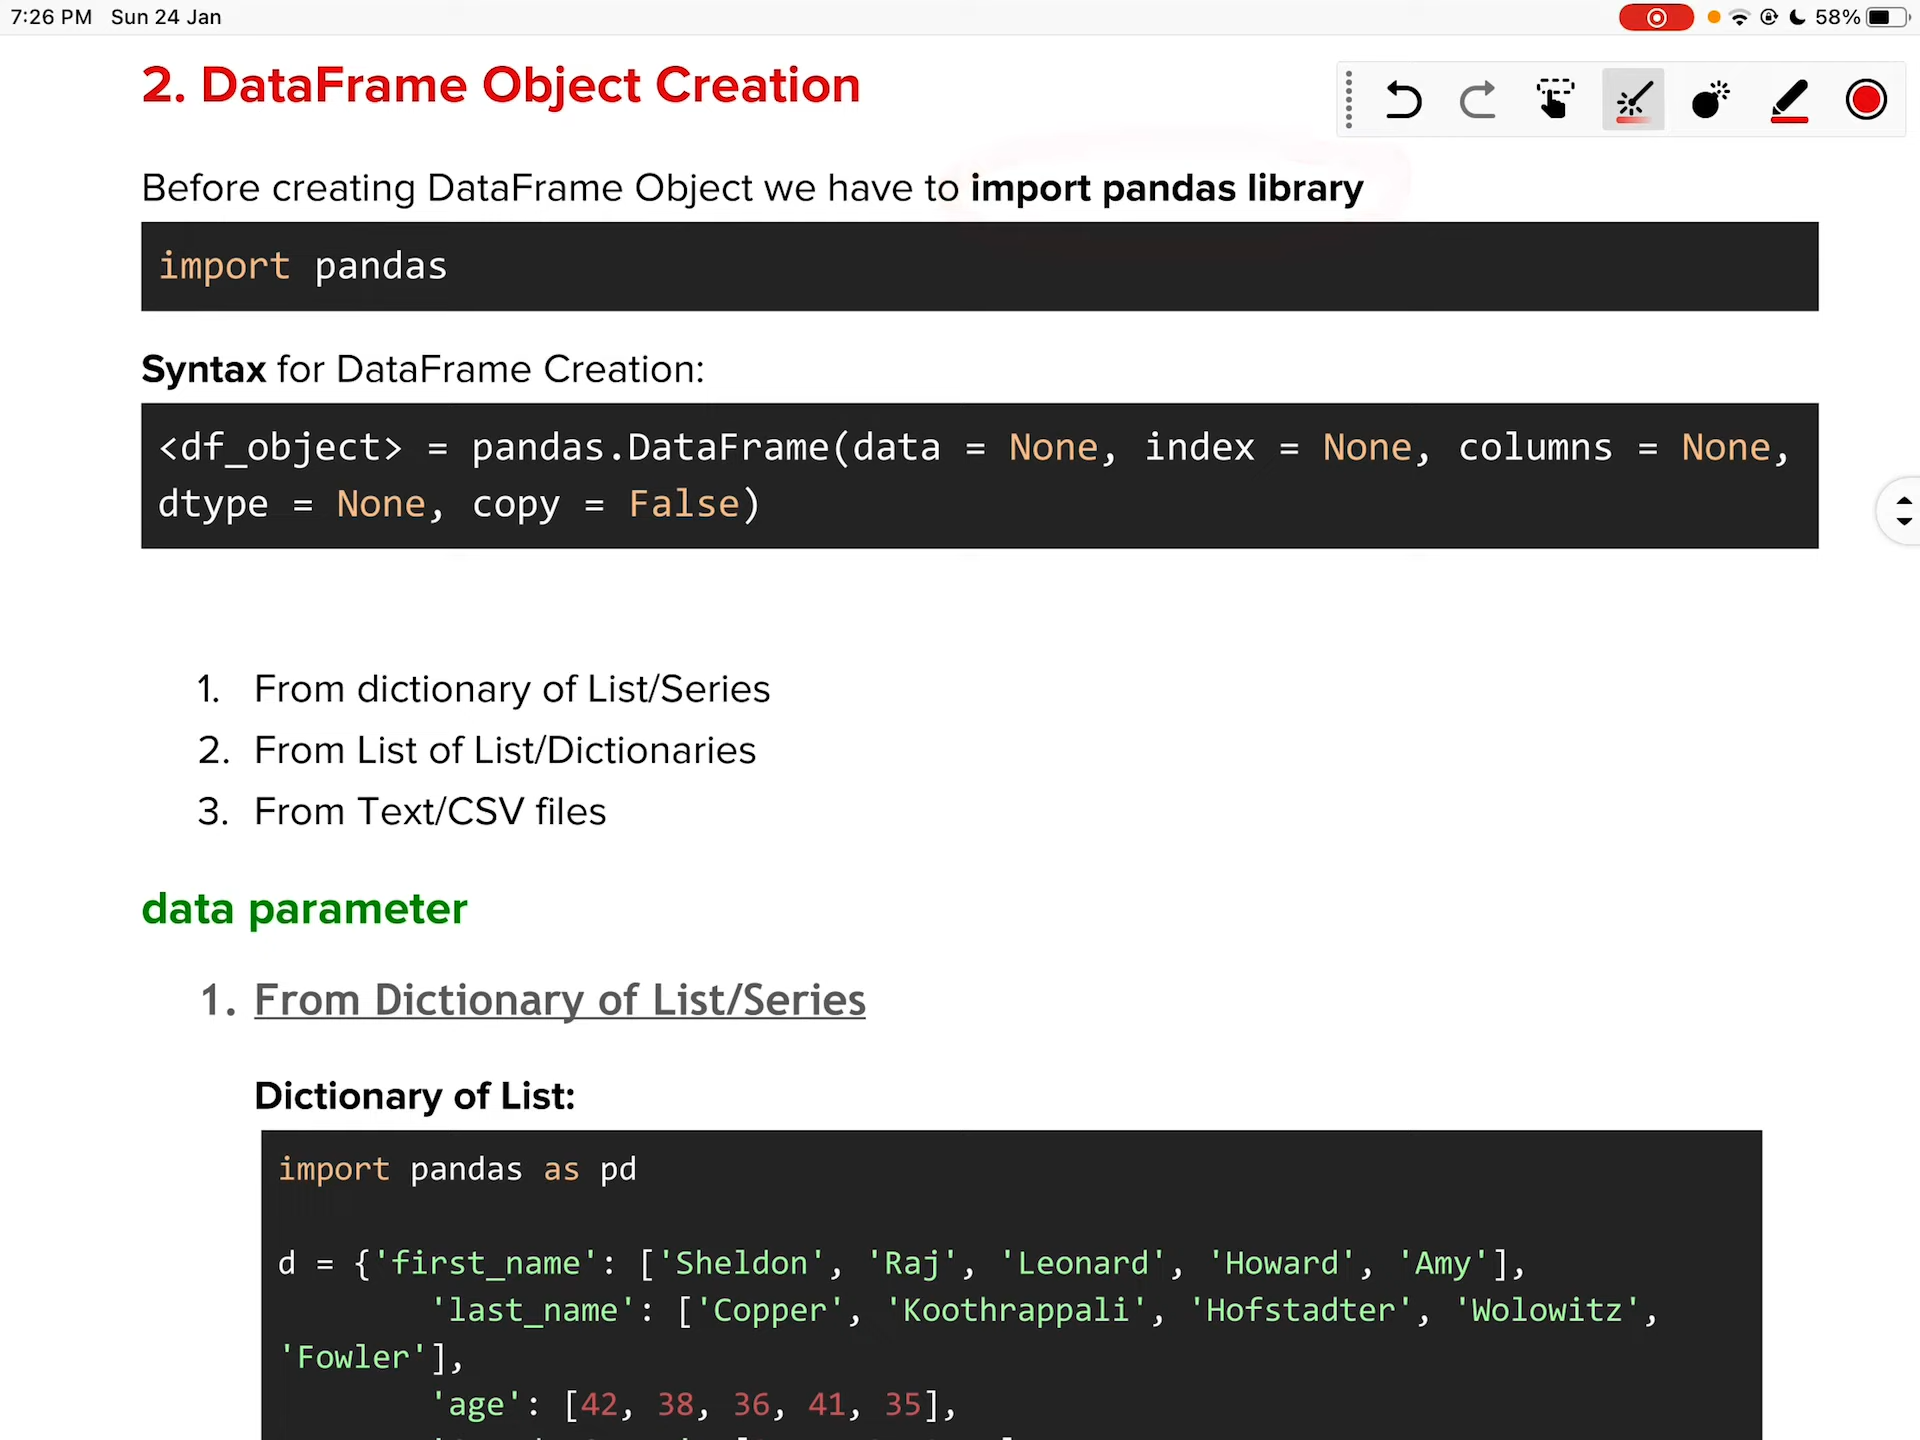 7:26 PM Sun 24 Jan
58%
2. DataFrame Object Creation
Before creating DataFrame Object we have to import pandas library
import pandas
Syntax for DataFrame Creation:
<df_object> = pandas.DataFrame(data = None, index = None, columns = None,
dtype = None, copy = False)
1. From dictionary of List/Series
2. From List of List/Dictionaries
3. From Text/CSV files
data parameter
1. From Dictionary of List/Series
Dictionary of List:
import pandas as pd
d = {'first_name': ['Sheldon', 'Raj', 'Leonard', 'Howard', 'Amy'],
'last_name': ['Copper', 'Koothrappali', 'Hofstadter', 'Wolowitz',
'Fowler'],
'age': [42, 38, 36, 41, 35],